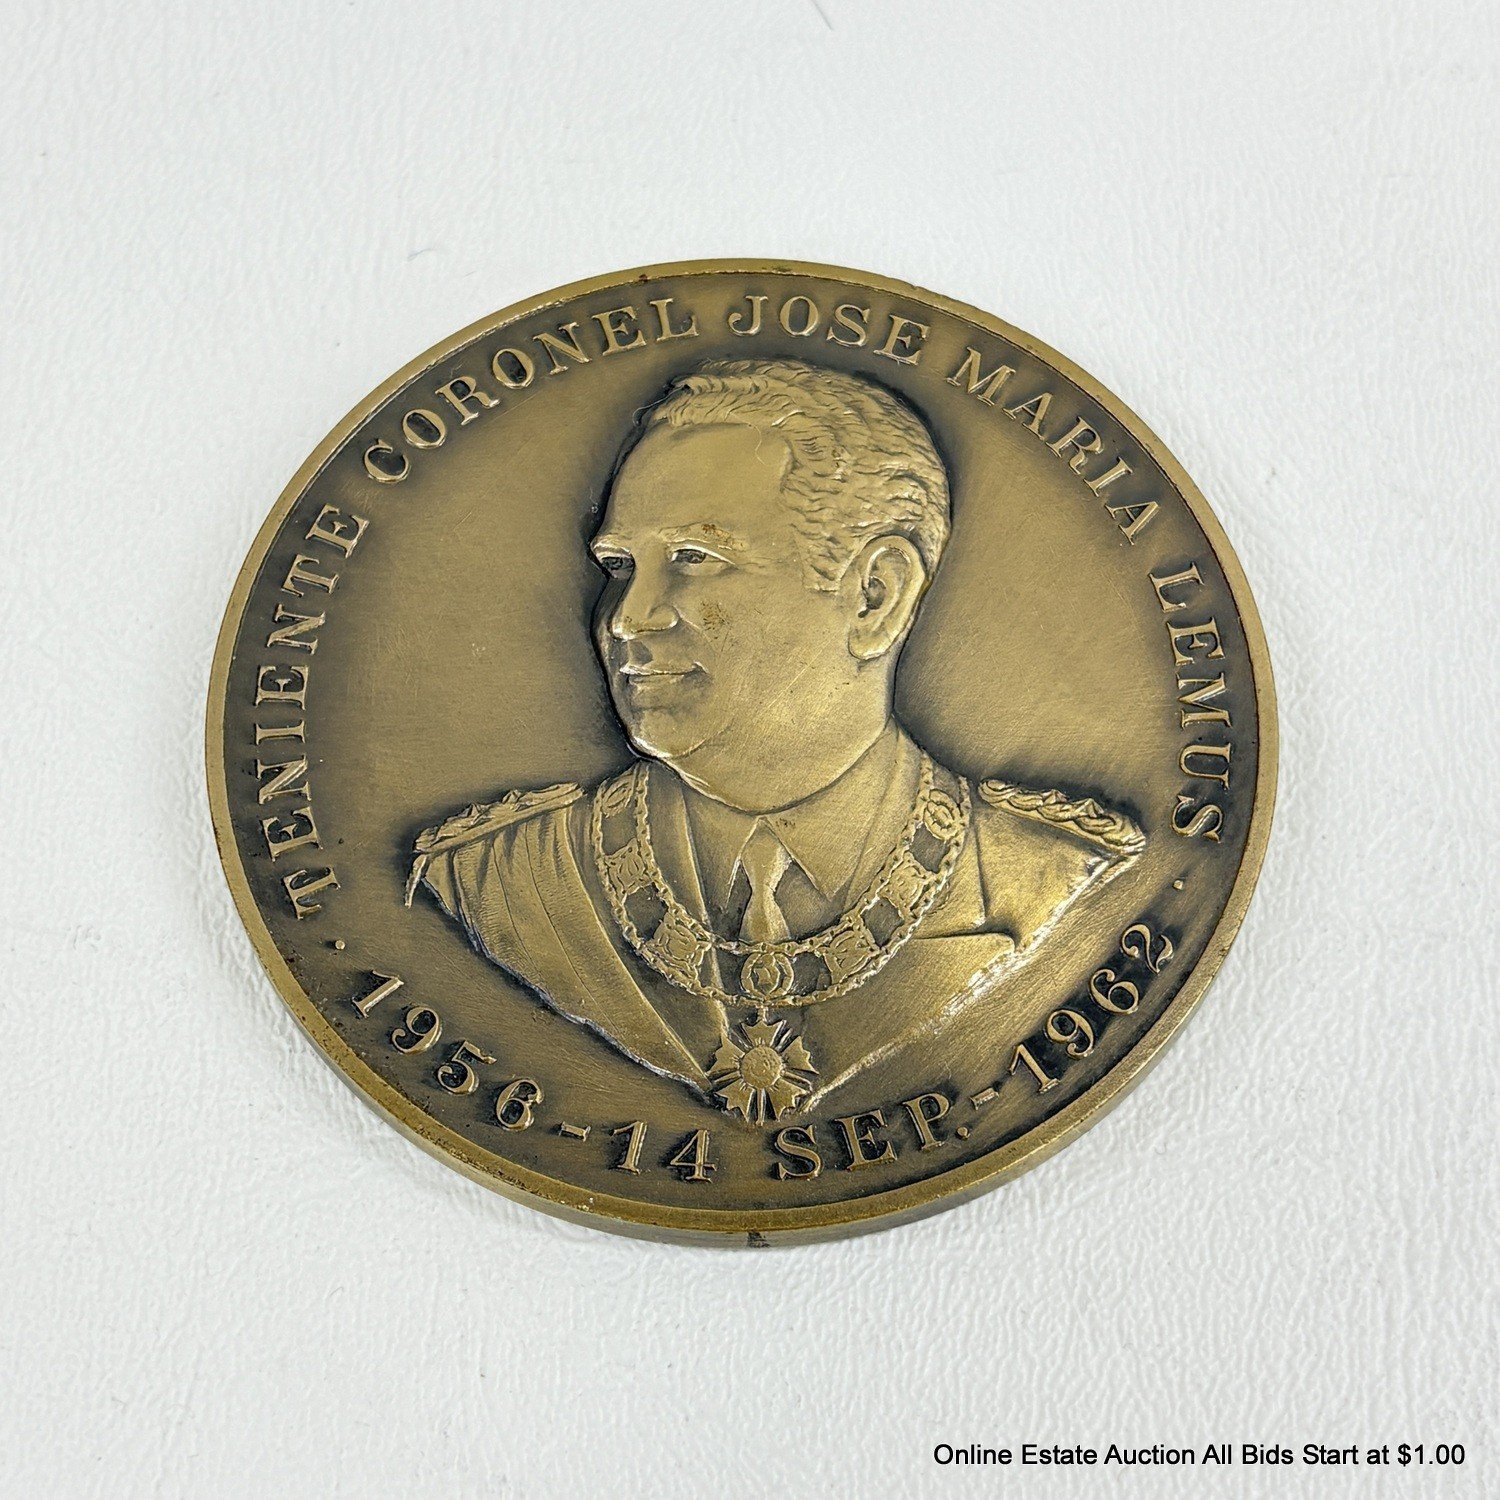 · TENIENTE CORONEL JOSE MARIA LEMUS ·
1956 - 14 SEP. - 1962
Online Estate Auction All Bids Start at $1.00